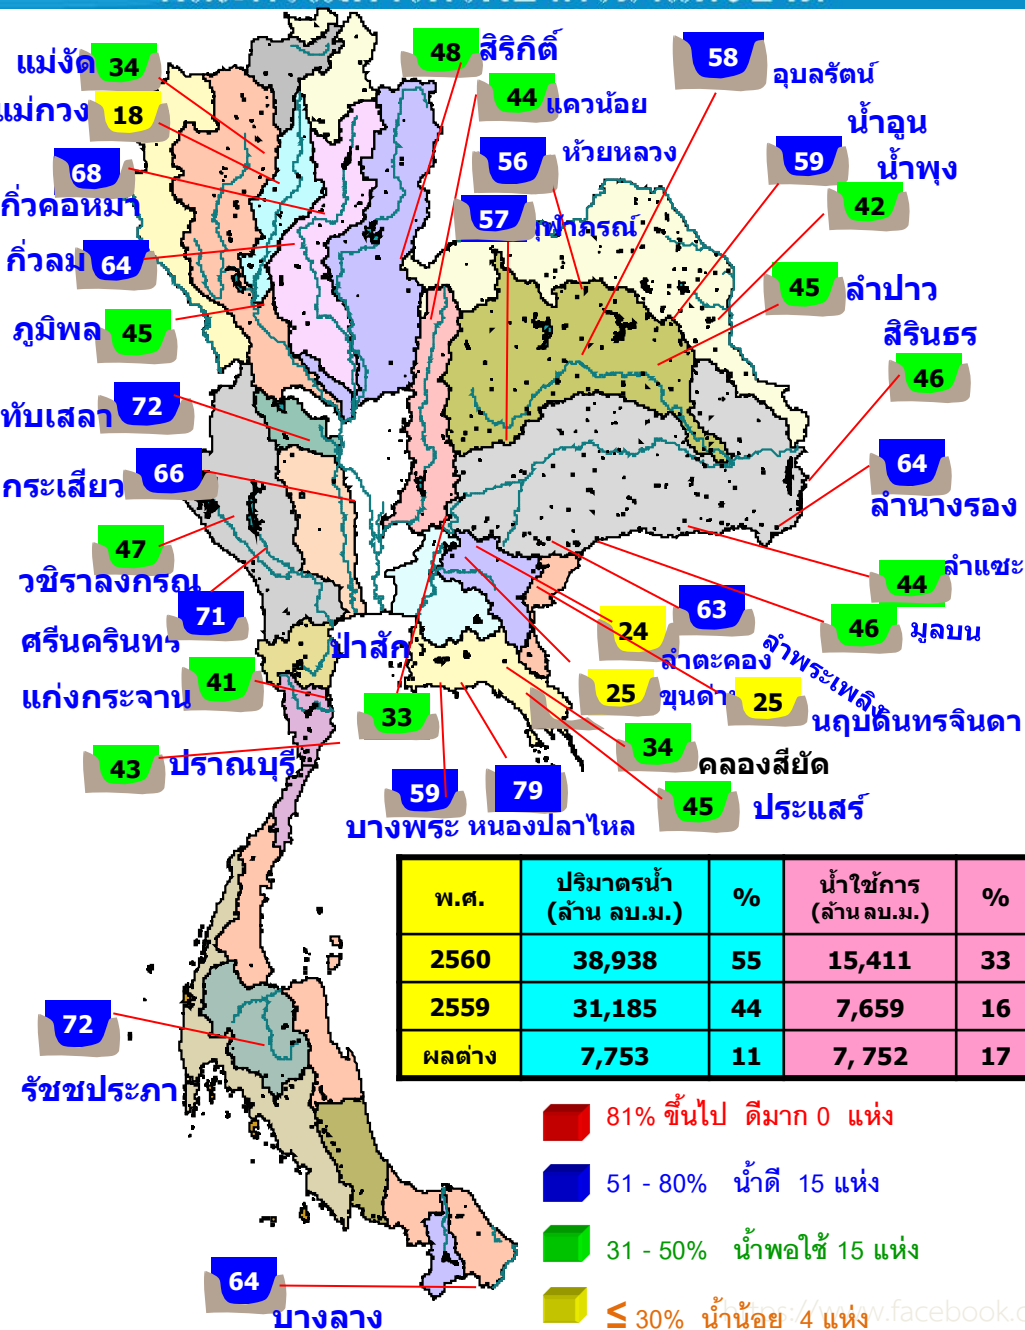 แม่งัด 34
แม่กวง 18
68
กิ่วคอหมา
กิ่วลม 64
ภูมิพล 45
ทับเสลา 72
กระเสียว 66
47
วชิราลงกรณ
71
ศรีนครินทร
แก่งกระจาน 41
43 ปราณบุรี
48 สิริกิติ์
44 แควน้อย
58 อุบลรัตน์
56 ห้วยหลวง
57
น้ำอูน
59 น้ำพุง
42
45 ลำปาว
สิรินธร
46
64
ลำนางรอง
44 ลำแซะ
46 มูลบน
63
ลำพระเพลิง
24
ลำตะคอง
25
25
นฤบดินทรจินดา
34
คลองสียัด
45 ประแสร์
ป่าสัก
33
59 79
บางพระ หนองปลาไหล
พ.ศ. ปริมาตรน้ำ (ล้าน ลบ.ม.) % น้ำใช้การ (ล้าน ลบ.ม.) %
2560 38,938 55 15,411 33
2559 31,185 44 7,659 16
ผลต่าง 7,753 11 7, 752 17
72
รัชชประภา
81% ขึ้นไป ดีมาก 0 แห่ง
51 - 80% น้ำดี 15 แห่ง
31 - 50% น้ำพอใช้ 15 แห่ง
≤ 30% น้ำน้อย 4 แห่ง
64
บางลาง